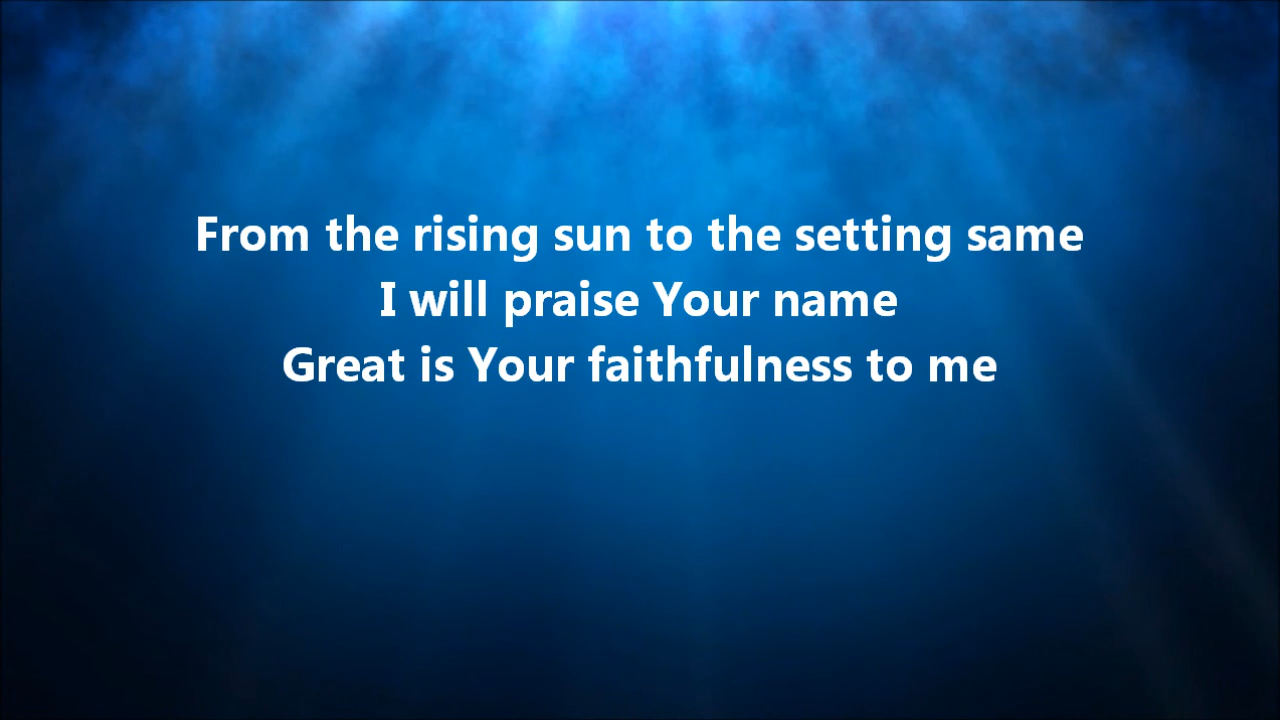 From the rising sun to the setting same
I will praise Your name
Great is Your faithfulness to me